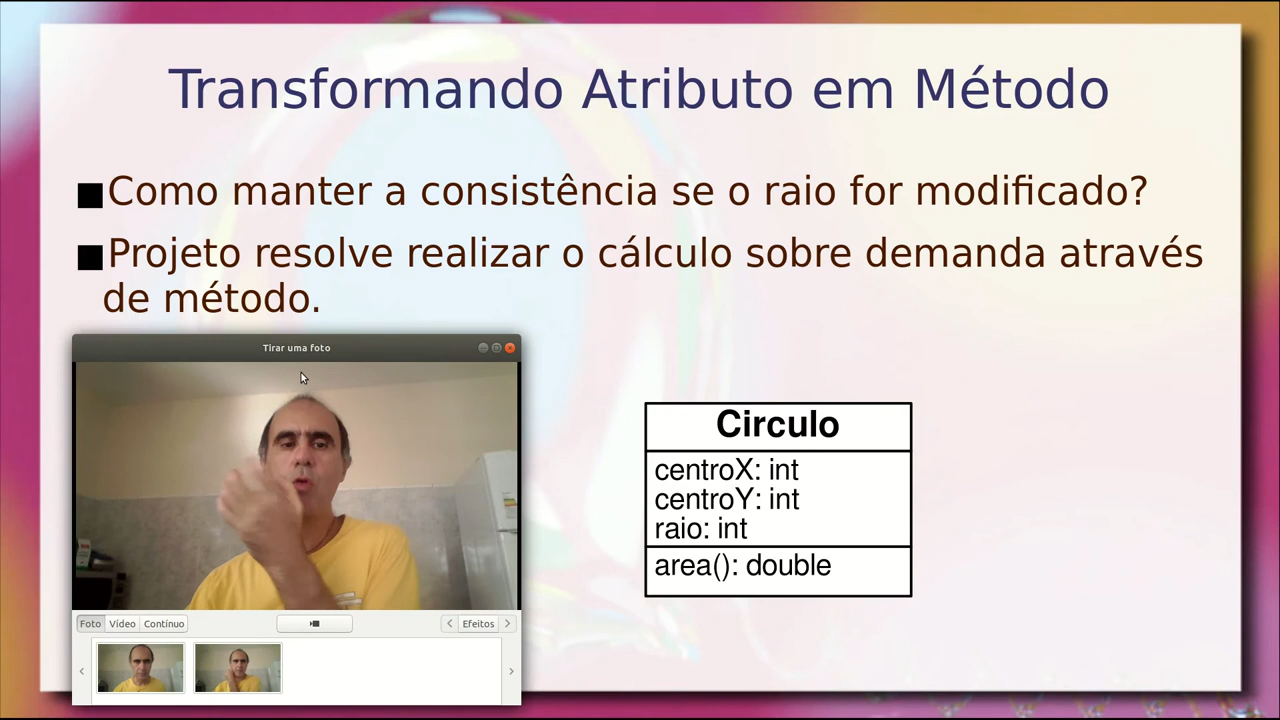 Transformando Atributo em Método
Como manter a consistência se o raio for modificado?
Projeto resolve realizar o cálculo sobre demanda através
de método.
Tirar uma foto
Circulo
centroX: int
centroY: int
raio: int
area(): double
Foto Vídeo Contínuo Efeitos